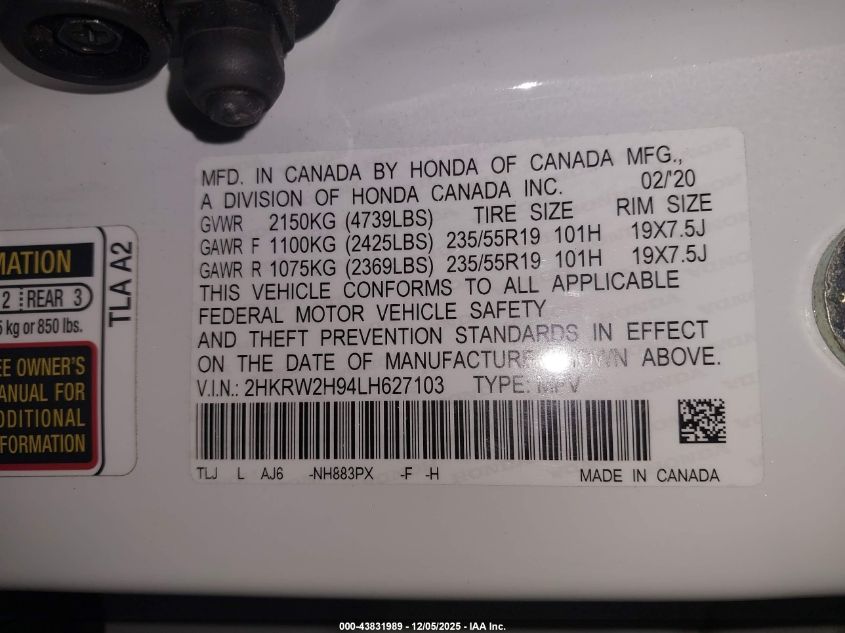 MFD. IN CANADA BY HONDA OF CANADA MFG.,
A DIVISION OF HONDA CANADA INC. 02/'20
GVWR 2150KG (4739LBS) TIRE SIZE RIM SIZE
GAWR F 1100KG (2425LBS) 235/55R19 101H 19X7.5J
GAWR R 1075KG (2369LBS) 235/55R19 101H 19X7.5J
THIS VEHICLE CONFORMS TO ALL APPLICABLE
FEDERAL MOTOR VEHICLE SAFETY
AND THEFT PREVENTION STANDARDS IN EFFECT
ON THE DATE OF MANUFACTURE SHOWN ABOVE.
V.I.N.: 2HKRW2H94LH627103 TYPE: MPV
TLJ L AJ6 -NH883PX -F -H MADE IN CANADA
MATION
2 REAR 3
5 kg or 850 lbs.
EE OWNER'S
ANUAL FOR
DDITIONAL
FORMATION
TLA A2
000-43831989 - 12/05/2025 - IAA Inc.